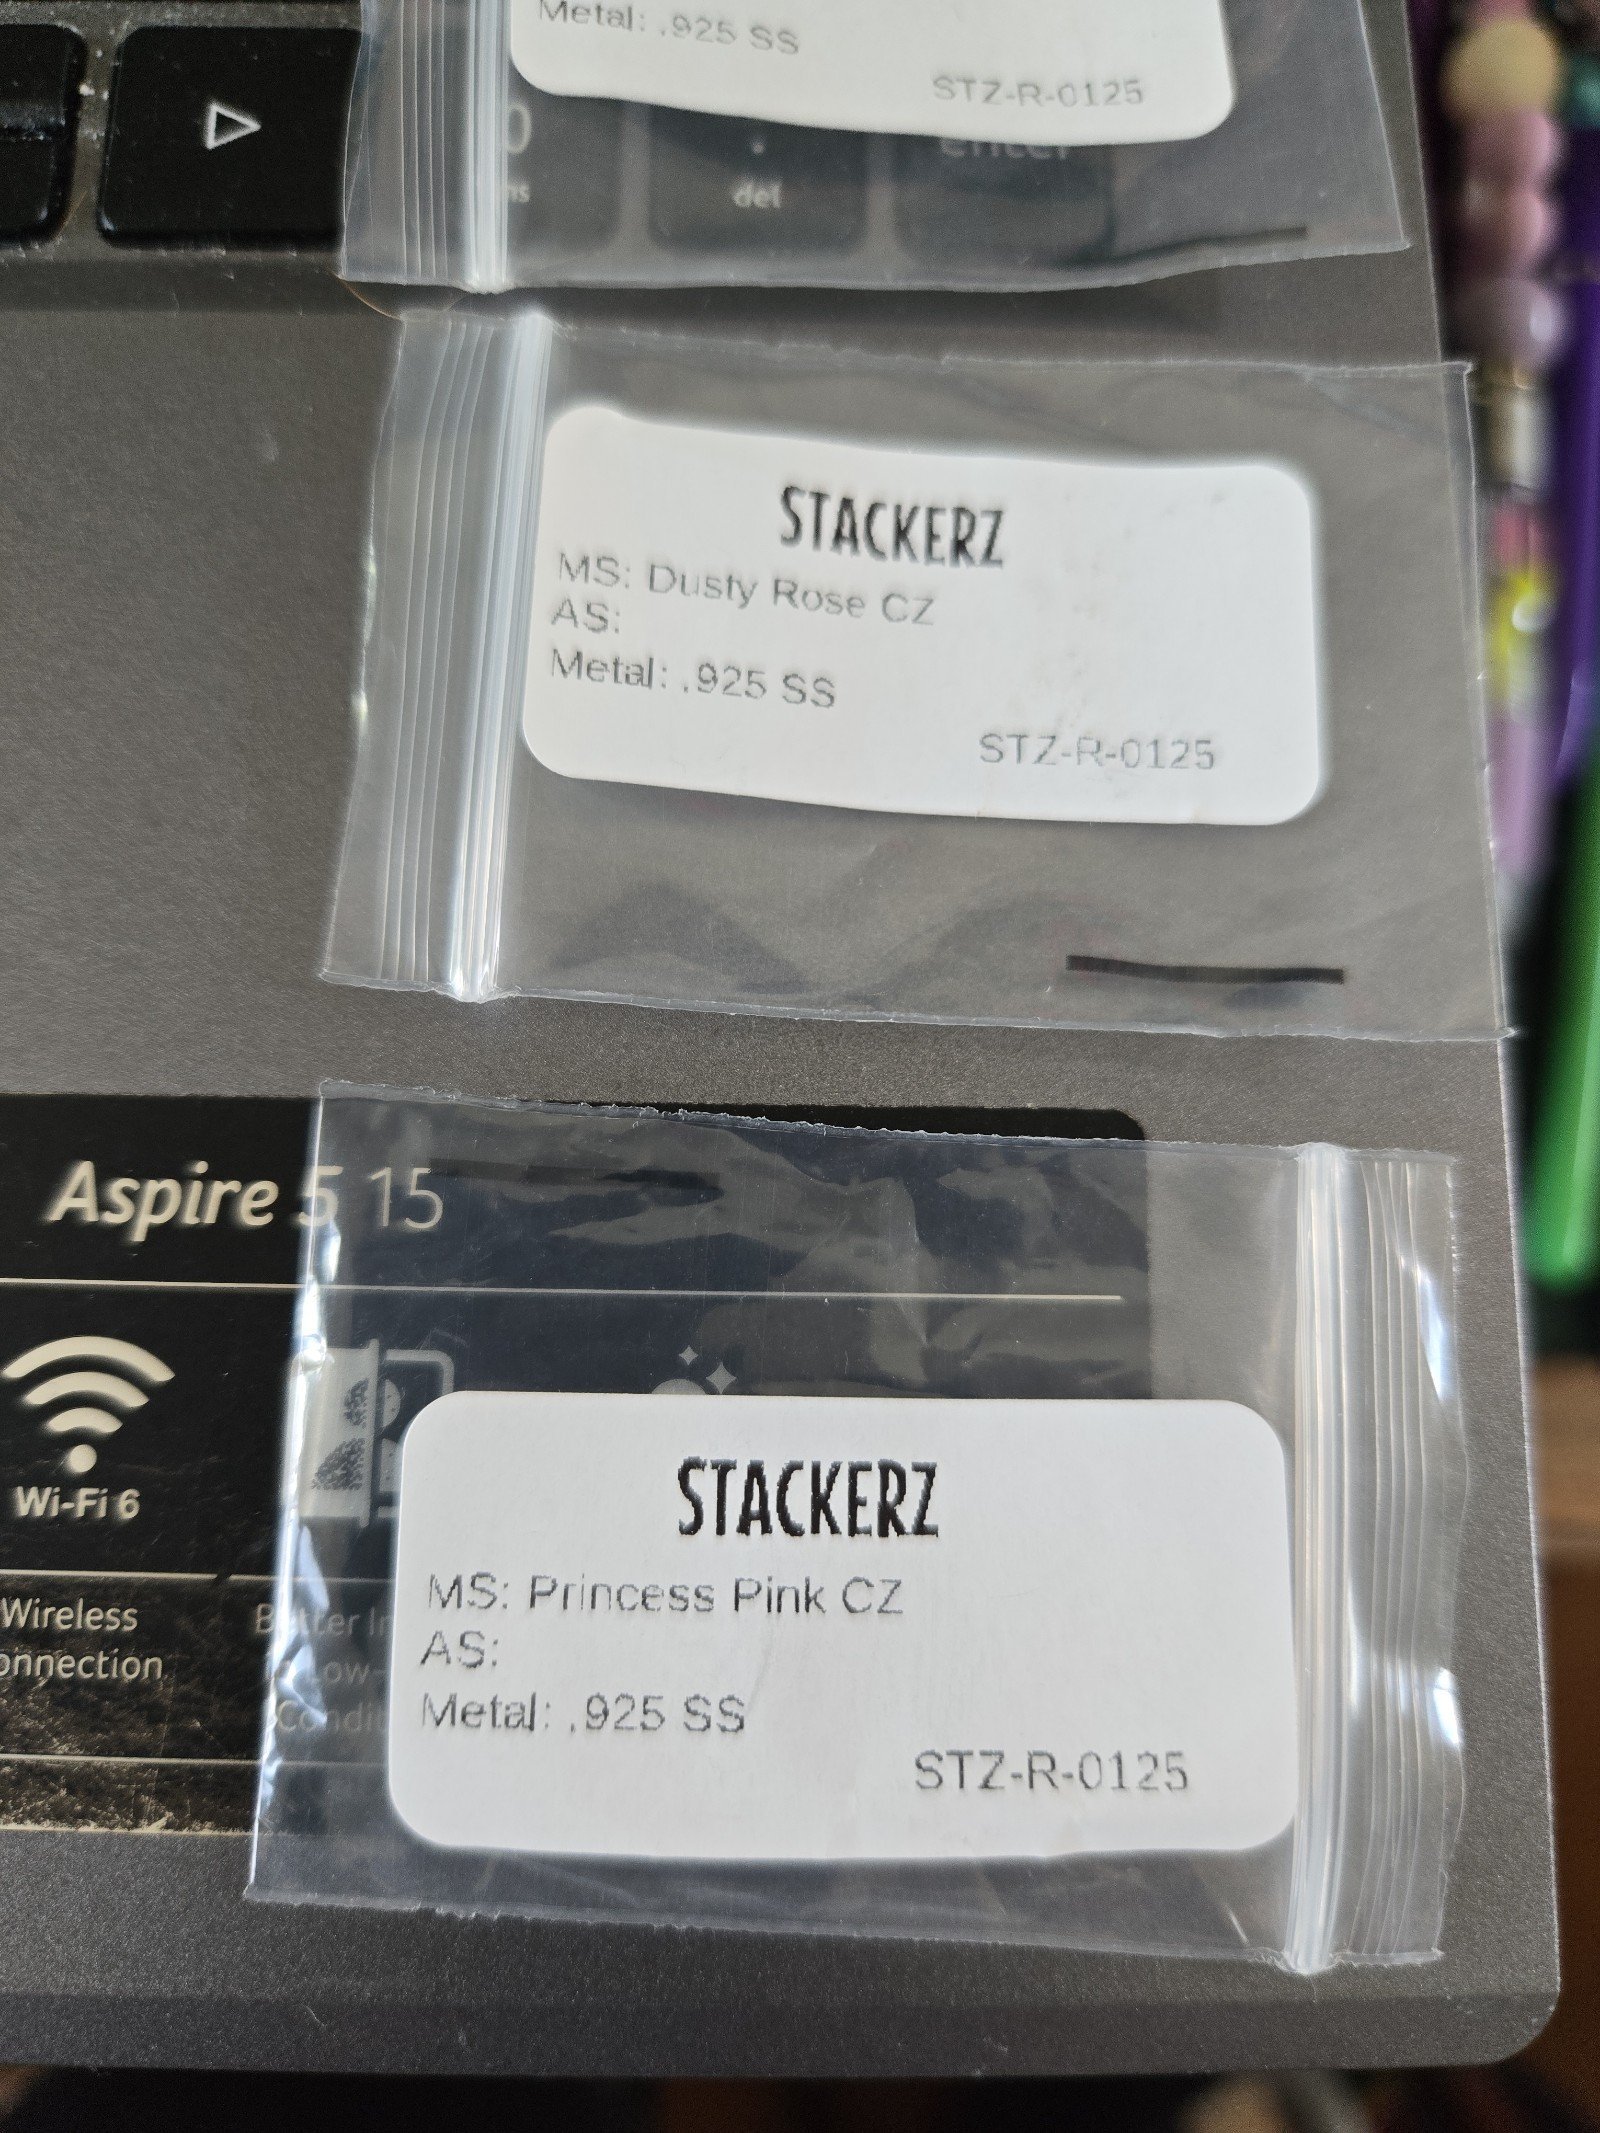 Metal: .925 SS
STZ-R-0125
del
enter
STACKERZ
MS: Dusty Rose CZ
AS:
Metal: .925 SS
STZ-R-0125
Aspire 5 15
Wi-Fi 6
Wireless
STACKERZ
MS: Princess Pink CZ
AS:
Metal: .925 SS
STZ-R-0125